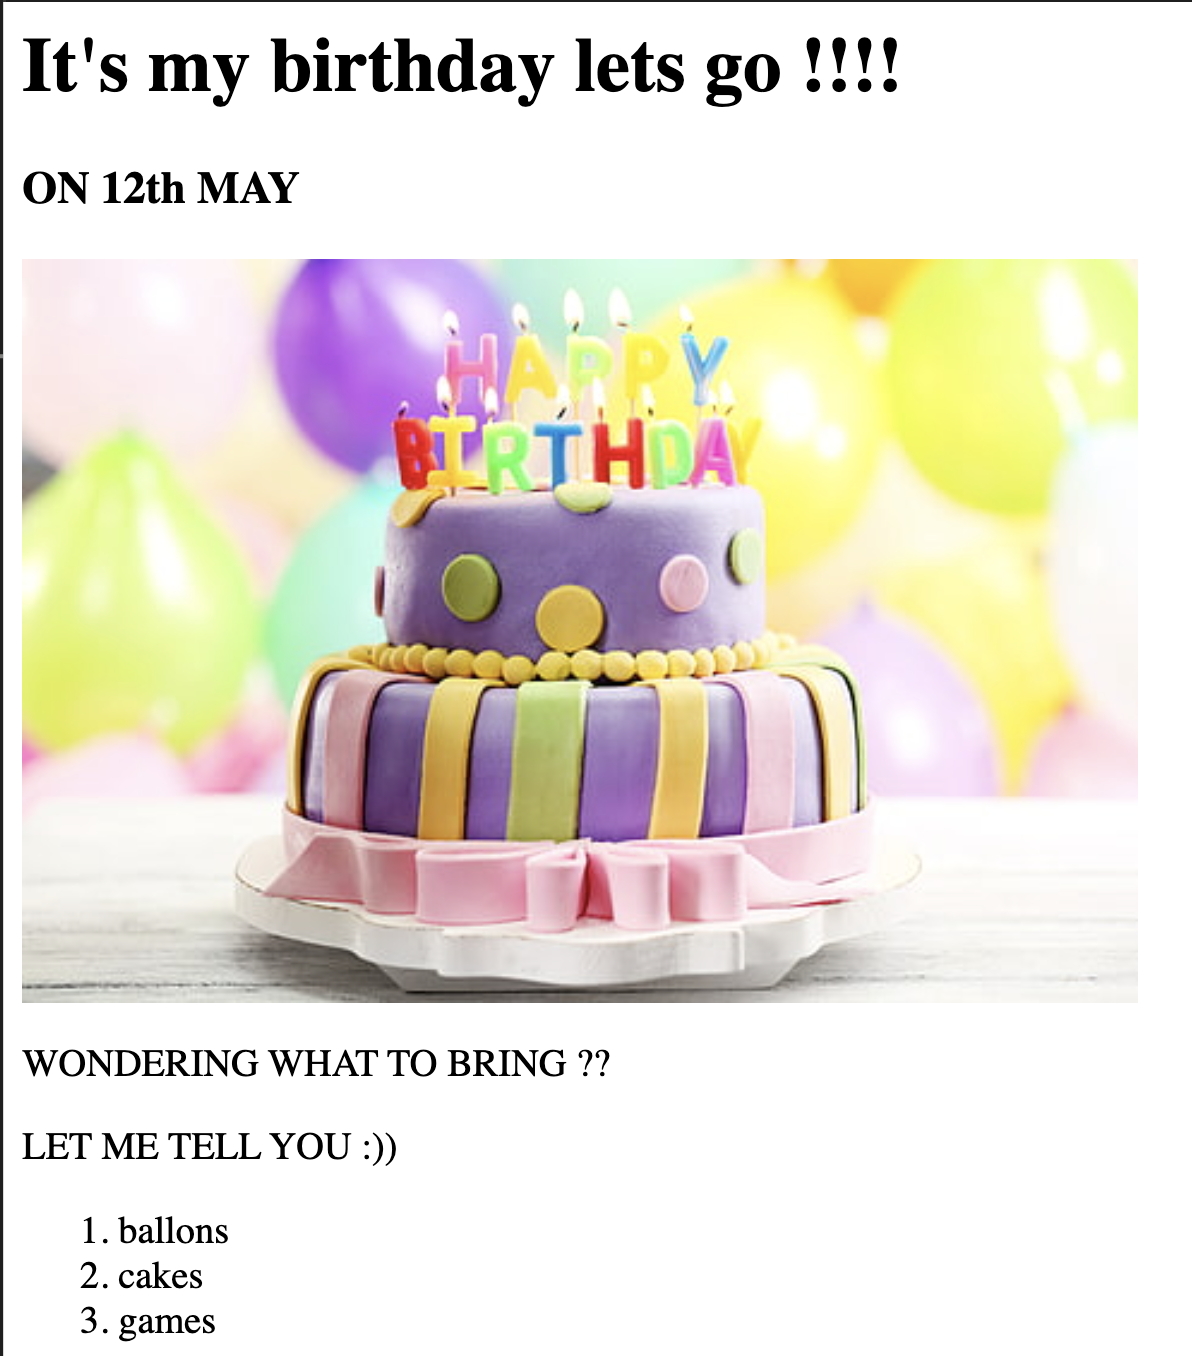 It's my birthday lets go !!!!
ON 12th MAY
HAPPY
BIRTHDAY
WONDERING WHAT TO BRING ??
LET ME TELL YOU :))
1. ballons
2. cakes
3. games